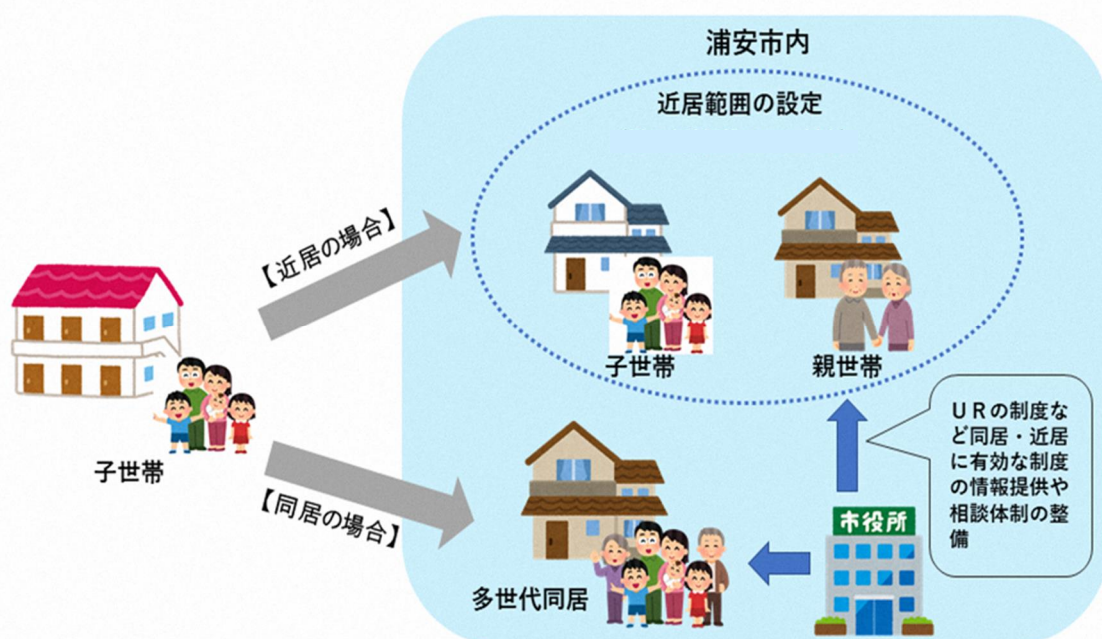 浦安市内
近居範囲の設定
【近居の場合】
子世帯
親世帯
子世帯
【同居の場合】
多世代同居
市役所
ＵＲの制度な
ど同居・近居
に有効な制度
の情報提供や
相談体制の整
備